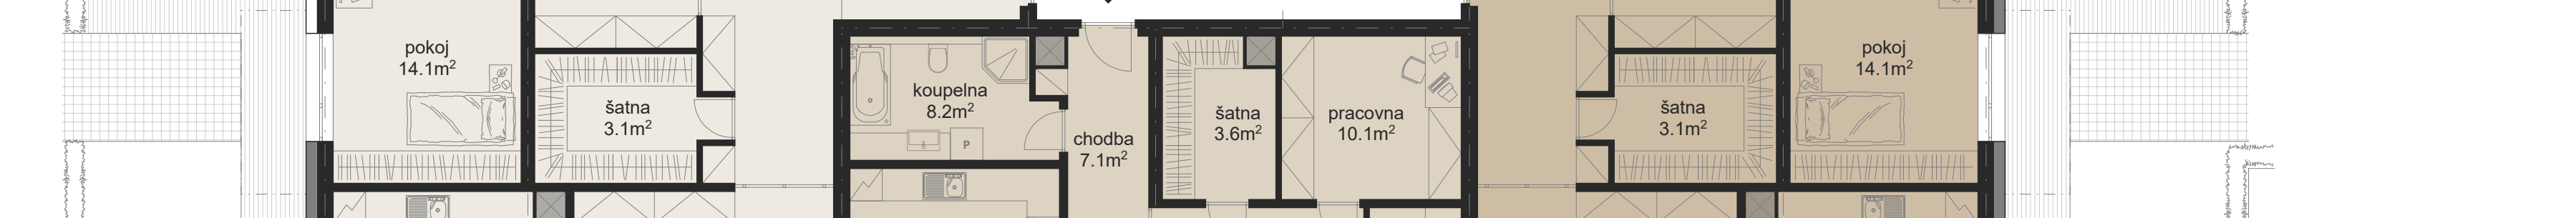 pokoj
14.1m²
šatna
3.1m²
koupelna
8.2m²
P
chodba
7.1m²
šatna
3.6m²
pracovna
10.1m²
šatna
3.1m²
pokoj
14.1m²